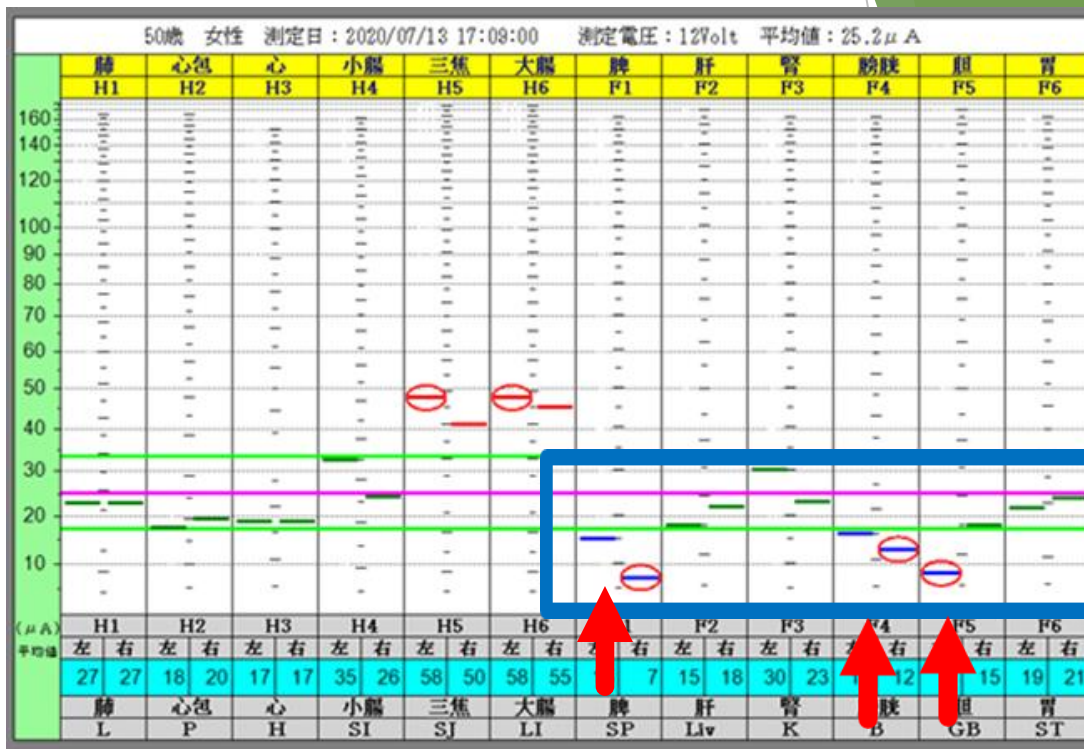 50歳 女性 測定日：2020/07/13 17:09:00 測定電圧：12Volt 平均値：25.2μA
肺 心包 心 小腸 三焦 大腸 脾 肝 腎 膀胱 胆 胃
H1 H2 H3 H4 H5 H6 F1 F2 F3 F4 F5 F6
160
140
120
100
90
80
70
60
50
40
30
20
10
(μA) H1 H2 H3 H4 H5 H6 F2 F3 F5 F6
平均値 左 右 左 右 左 右 左 右 左 右 左 右 右 左 右 左 右 右 右 左 右
27 27 18 20 17 17 35 26 58 50 58 55 7 15 18 30 23 12 15 19 21
肺 心包 心 小腸 三焦 大腸 脾 肝 腎 胱 胆 胃
L P H SI SJ LI SP Liv K B GB ST